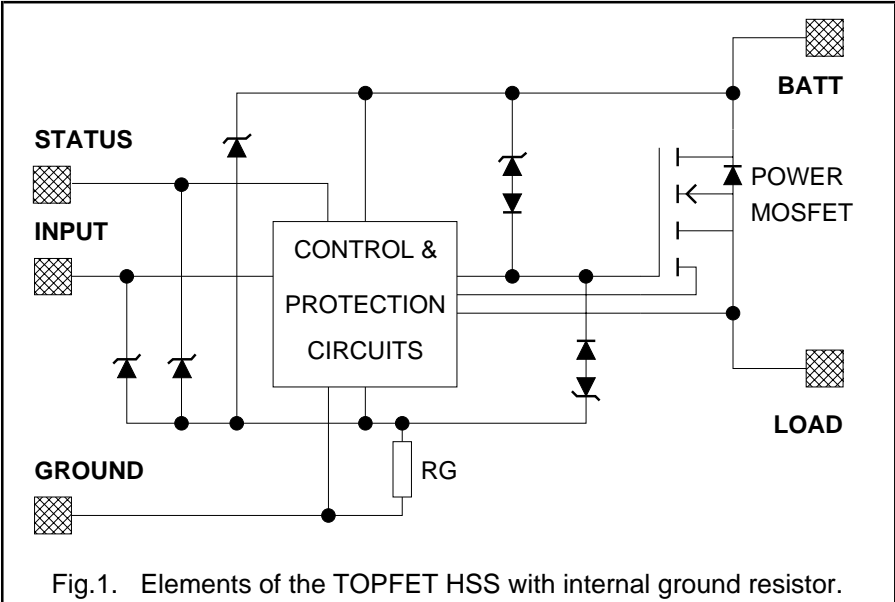 BATT
STATUS
POWER
MOSFET
INPUT
CONTROL &
PROTECTION
CIRCUITS
LOAD
GROUND
RG
Fig.1. Elements of the TOPFET HSS with internal ground resistor.